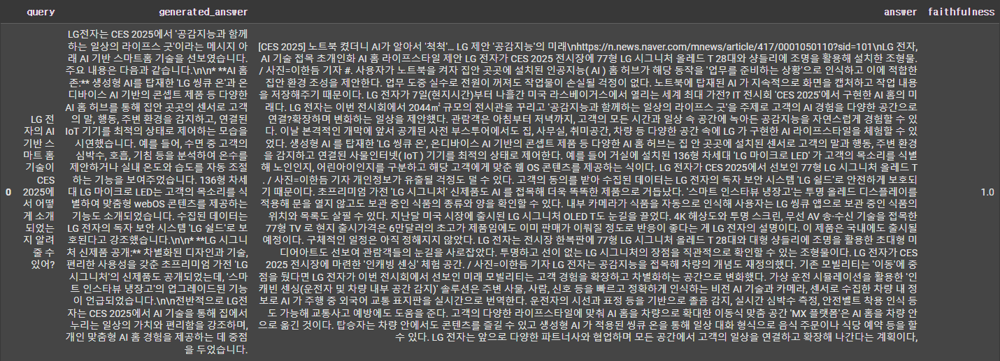 query generated_answer answer faithfulness
0
LG 전
자의 AI
기반 스
마트 홈
기술이
CES
2025에
서 어떻
게 소개
되었는
지 알려
줄 수
있어?
LG전자는 CES 2025에서 '공감지능과 함께
하는 일상의 라이프스 굿'이라는 메시지 아
래 AI 기반 스마트홈 기술을 선보였습니다.
주요 내용은 다음과 같습니다.\n\n* **AI 홈
존:** 생성형 AI를 탑재한 'LG 씽큐 온'과 온
디바이스 AI 기반의 콘셉트 제품 등 다양한
AI 홈 허브를 통해 집안 곳곳의 센서로 고객
의 말, 행동, 주변 환경을 감지하고, 연결된
IoT 기기를 최적의 상태로 제어하는 모습을
시연했습니다. 예를 들어, 수면 중 고객의
심박수, 호흡, 기침 등을 분석하여 온수를
제안하거나 실내 온도와 습도를 자동 조절
하는 기능을 보여주었습니다. 136형 차세
대 LG 마이크로 LED는 고객의 목소리를 식
별하여 맞춤형 webOS 콘텐츠를 제공하는
기능도 소개되었습니다. 수집된 데이터는
LG 전자의 독자 보안 시스템 'LG 쉴드'로 보
호된다고 강조했습니다.\n\n* **LG 시그니
처 신제품 공개:** 차별화된 디자인과 기술,
편리한 사용성을 갖춘 초프리미엄 가전 'LG
시그니처'의 신제품도 공개되었는데, '스마
트 인스타뷰 냉장고'의 업그레이드된 기능
이 언급되었습니다.\n\n전반적으로 LG전
자는 CES 2025에서 AI 기술을 통해 집에서
누리는 일상의 가치와 편리함을 강조하며,
개인 맞춤형 AI 홈 경험을 제공하는 데 중점
을 두었습니다.
[CES 2025] 노트북 켰더니 AI가 알아서 '척척'… LG 제안 '공감지능'의 미래\nhttps://n.news.naver.com/mnews/article/417/0001050110?sid=101\nLG 전자,
AI 기술 접목 초개인화 AI 홈 라이프스타일 제안 LG 전자가 CES 2025 전시장에 77형 LG 시그니처 올레드 T 28대와 샹들리에 조명을 활용해 설치한 조형물.
/ 사진=이한듬 기자 #. 사용자가 노트북을 켜자 집안 곳곳에 설치된 인공지능( AI ) 홈 허브가 해당 동작을 '업무를 준비하는 상황'으로 인식하고 이에 적합한
집안 환경 조성을 제안한다. 업무 도중 실수로 전원이 꺼져도 작업물이 손실될 걱정이 없다. 노트북에 탑재된 AI 가 지속적으로 화면을 캡처하고 작업 내용
을 저장해주기 때문이다. LG 전자가 7일(현지시간)부터 나흘간 미국 라스베이거스에서 열리는 세계 최대 가전? IT 전시회 'CES 2025'에서 구현한 AI 홈의 미
래다. LG 전자는 이번 전시회에서 2044㎡ 규모의 전시관을 꾸리고 '공감지능과 함께하는 일상의 라이프스 굿'을 주제로 고객의 AI 경험을 다양한 공간으로
연결?확장하며 변화하는 일상을 제안했다. 관람객은 아침부터 저녁까지, 고객의 모든 시간과 일상 속 공간에 녹아든 공감지능을 자연스럽게 경험할 수 있
다. 이날 본격적인 개막에 앞서 공개된 사전 부스투어에서도 집, 사무실, 취미공간, 차량 등 다양한 공간 속에 LG 가 구현한 AI 라이프스타일을 체험할 수 있
었다. 생성형 AI 를 탑재한 'LG 씽큐 온', 온디바이스 AI 기반의 콘셉트 제품 등 다양한 AI 홈 허브는 집 안 곳곳에 설치된 센서로 고객의 말과 행동, 주변 환경
을 감지하고 연결된 사물인터넷( IoT ) 기기를 최적의 상태로 제어한다. 예를 들어 거실에 설치된 136형 차세대 'LG 마이크로 LED' 가 고객의 목소리를 식별
해 노인인지, 어린아이인지를 구분하고 해당 고객에게 맞춘 웹 OS 콘텐츠를 제공하는 식이다. LG 전자가 CES 2025에서 선보인 77형 LG 시그니처 올레드 T
. / 사진=이한듬 기자 개인정보가 유출될 걱정도 덜 수 있다. 고객의 동의를 받아 수집된 데이터는 LG 전자의 독자 보안 시스템 'LG 쉴드'로 안전하게 보호되
기 때문이다. 초프리미엄 가전 'LG 시그니처' 신제품도 AI 를 접목해 더욱 똑똑한 제품으로 거듭났다. '스마트 인스타뷰 냉장고'는 투명 올레드 디스플레이를
적용해 문을 열지 않고도 보관 중인 식품의 종류와 양을 확인할 수 있다. 내부 카메라가 식품을 자동으로 인식해 사용자는 LG 씽큐 앱으로 보관 중인 식품의
위치와 목록도 살필 수 있다. 지난달 미국 시장에 출시된 LG 시그니처 OLED T도 눈길을 끌었다. 4K 해상도와 투명 스크린, 무선 AV 송·수신 기술을 접목한
77형 TV 로 현지 출시가격은 6만달러의 초고가 제품임에도 이미 판매가 이뤄질 정도로 반응이 좋다는 게 LG 전자의 설명이다. 이 제품은 국내에도 출시될
예정이다. 구체적인 일정은 아직 정해지지 않았다. LG 전자는 전시장 한복판에 77형 LG 시그니처 올레드 T 28대와 대형 샹들리에 조명을 활용한 초대형 미
디어아트도 선보여 관람객들의 눈길을 사로잡았다. 투명하고 선이 없는 LG 시그니처의 장점을 직관적으로 확인할 수 있는 조형물이다. LG 전자가 CES
2025 전시장에 마련한 '인캐빙 센싱' 체험 공간. / 사진=이한듬 기자 LG 전자는 공감지능을 접목해 차량의 개념도 재정의했다. 기존 모빌리티는 '이동'에 중
점을 뒀다면 LG 전자가 이번 전시회에서 선보인 미래 모빌리티는 고객 경험을 확장하고 차별화하는 공간으로 변화했다. 가상 운전 시뮬레이션을 활용한 '인
캐빈 센싱(운전자 및 차량 내부 공간 감지)' 솔루션은 주변 사물, 사람, 신호 등을 빠르고 정확하게 인식하는 비전 AI 기술과 카메라, 센서로 수집한 차량 내 정
보로 AI 가 주행 중 외국어 교통 표지판을 실시간으로 번역한다. 운전자의 시선과 표정 등을 기반으로 졸음 감지, 실시간 심박수 측정, 안전벨트 착용 인식 등
도 가능해 교통사고 예방에도 도움을 준다. 고객의 다양한 라이프스타일에 맞춰 AI 홈을 차량으로 확대한 이동식 맞춤 공간 'MX 플랫폼'은 AI 홈을 차량 안
으로 옮긴 것이다. 탑승자는 차량 안에서도 콘텐츠를 즐길 수 있고 생성형 AI 가 적용된 씽큐 온을 통해 일상 대화 형식으로 음식 주문이나 식당 예약 등을 할
수 있다. LG 전자는 앞으로 다양한 파트너사와 협업하며 모든 공간에서 고객의 일상을 연결하고 확장해 나간다는 계획이다,
1.0